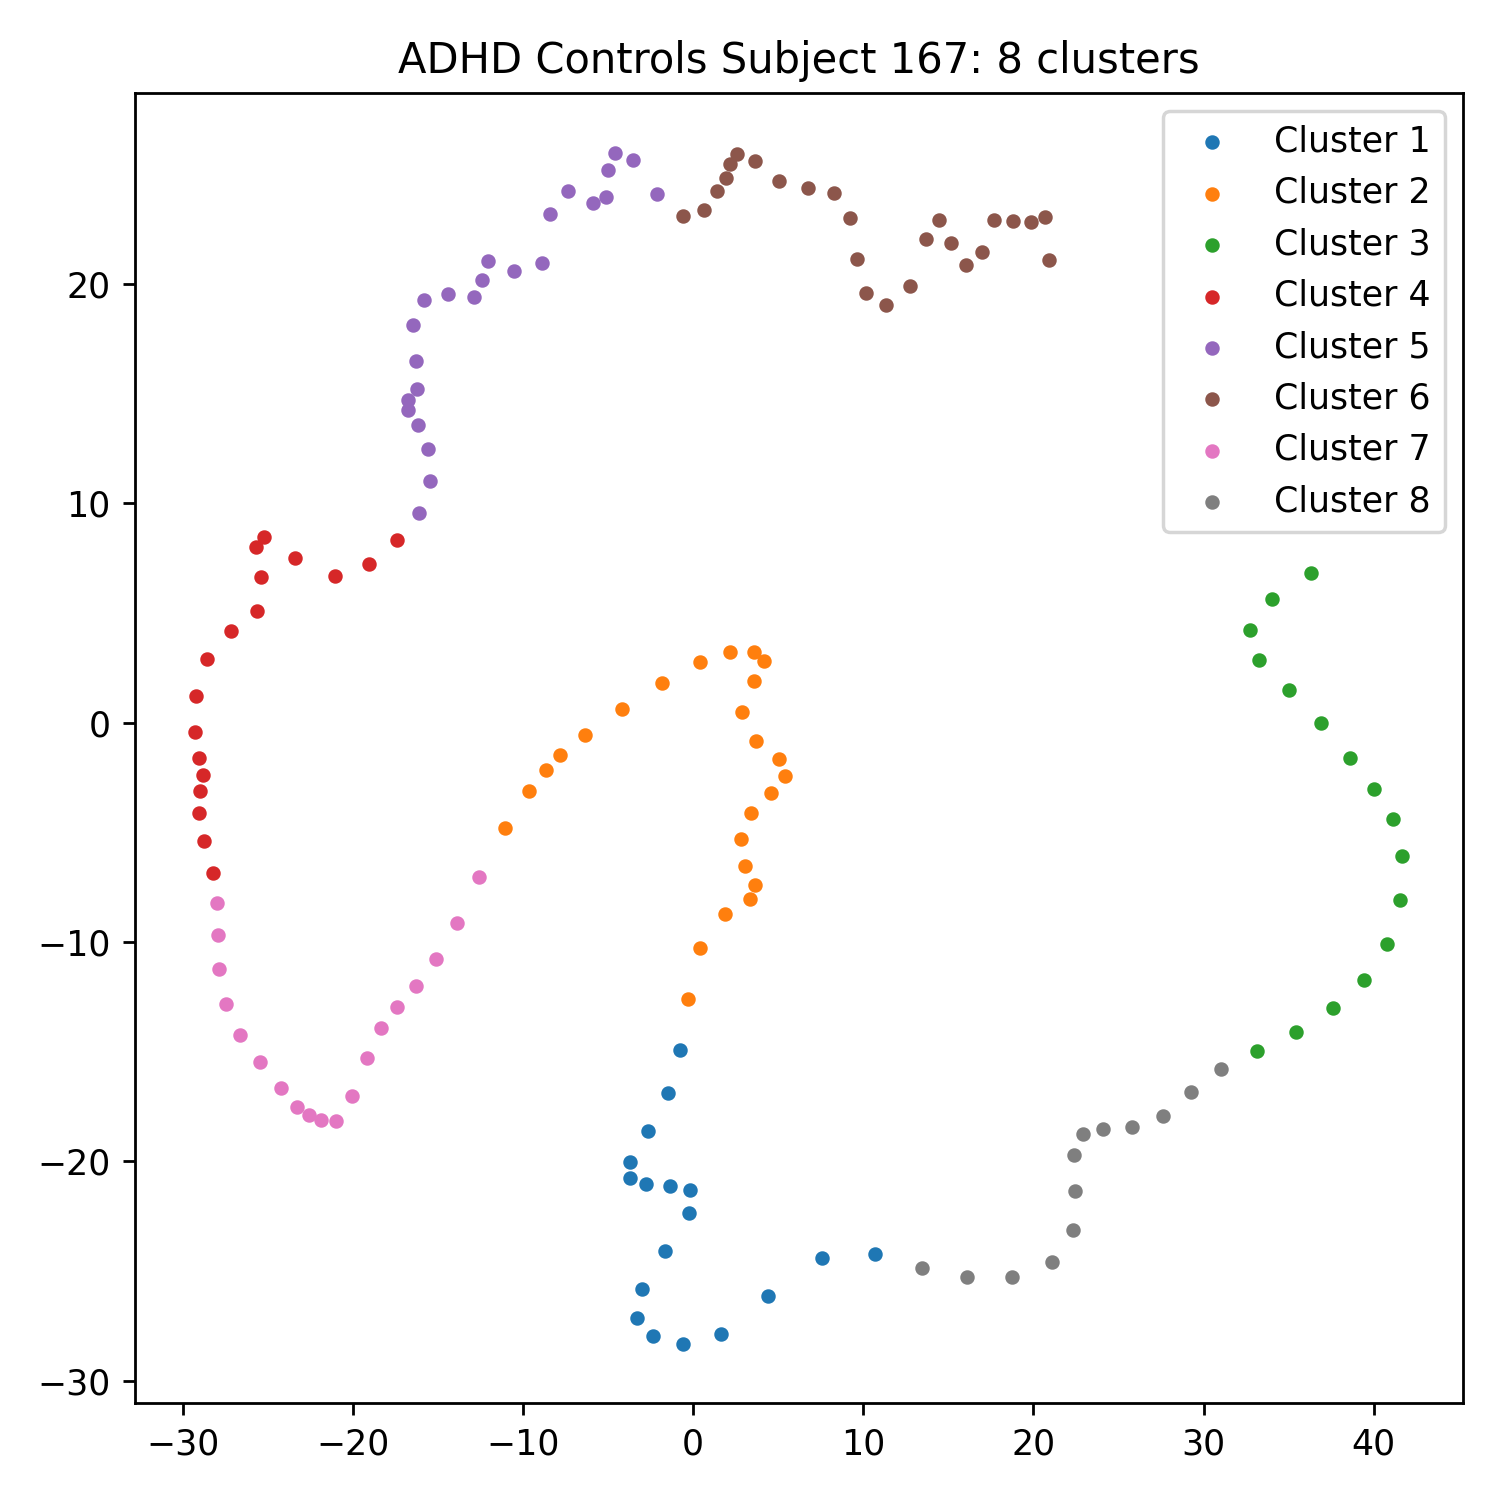 ADHD Controls Subject 167: 8 clusters
Cluster 1
Cluster 2
Cluster 3
Cluster 4
Cluster 5
Cluster 6
Cluster 7
Cluster 8
20
10
0
−10
−20
−30
−30 −20 −10 0 10 20 30 40